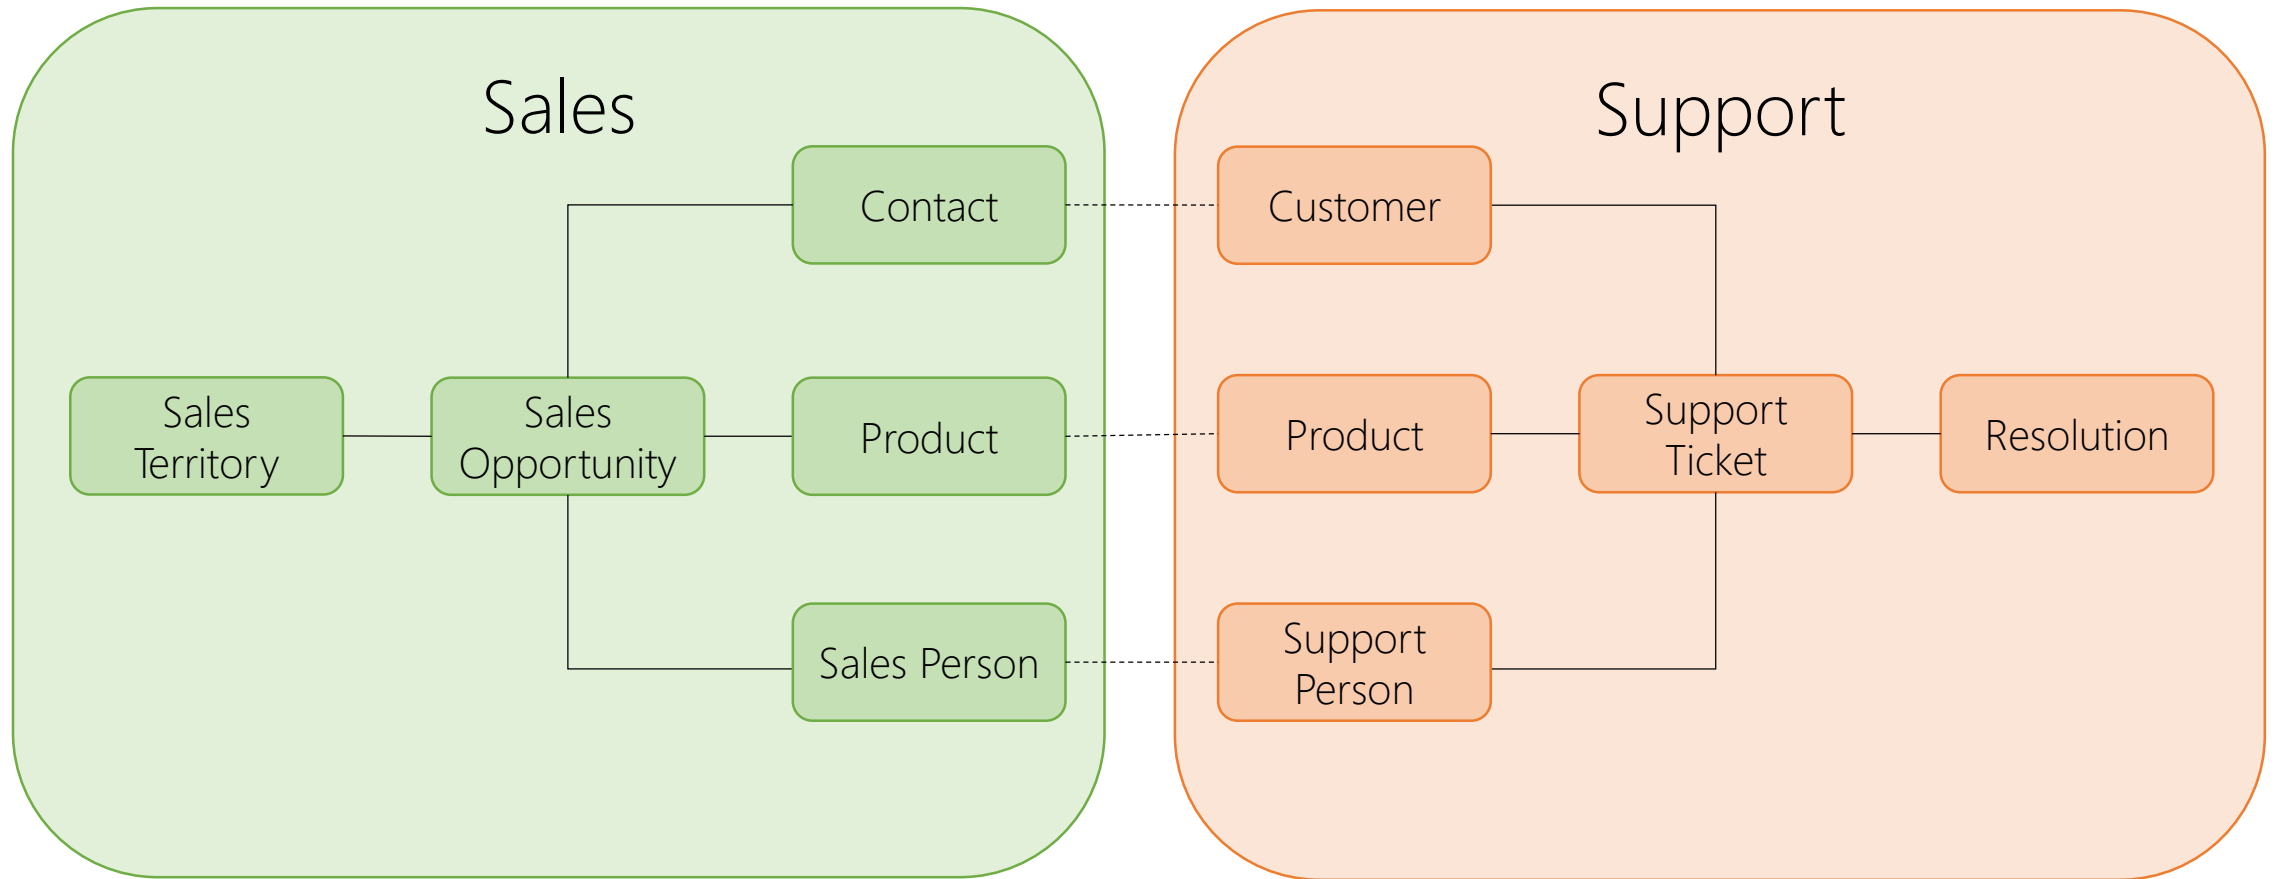 Sales
Contact
Sales
Territory
Sales
Opportunity
Product
Sales Person
Support
Customer
Product
Support
Ticket
Resolution
Support
Person